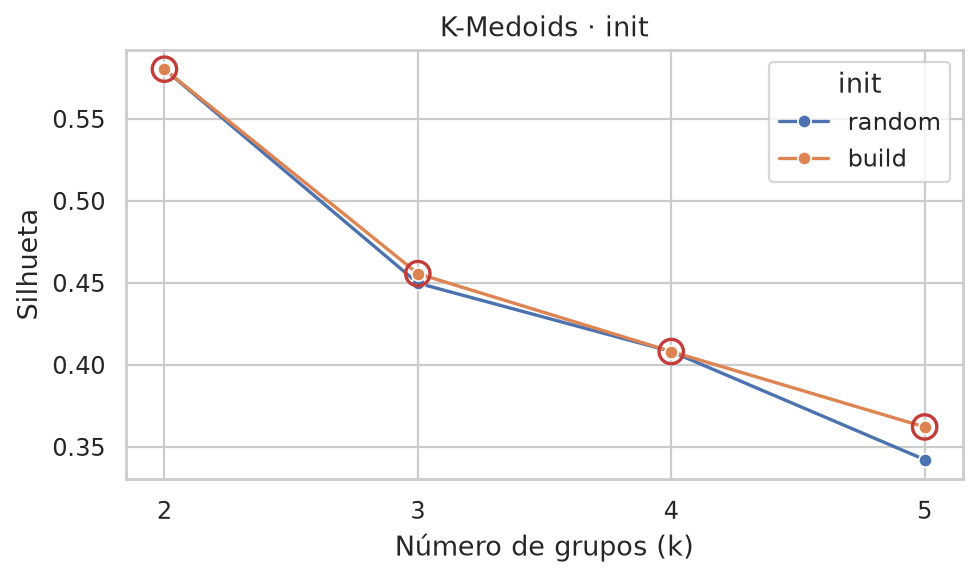 K-Medoids · init
init
random
build
Silhueta
0.55
0.50
0.45
0.40
0.35
2 3 4 5
Número de grupos (k)